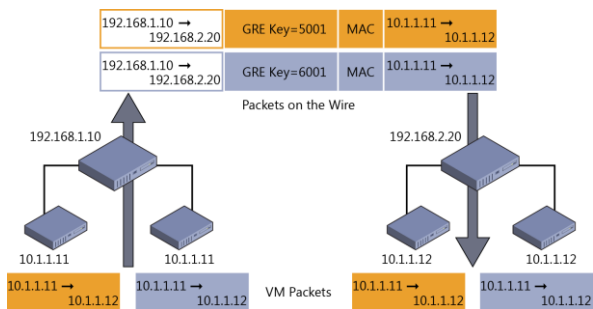 192.168.1.10 → 192.168.2.20
GRE Key=5001
MAC
10.1.1.11 → 10.1.1.12
192.168.1.10 → 192.168.2.20
GRE Key=6001
MAC
10.1.1.11 → 10.1.1.12
Packets on the Wire
192.168.1.10
192.168.2.20
10.1.1.11
10.1.1.11
10.1.1.12
10.1.1.12
10.1.1.11 → 10.1.1.12
10.1.1.11 → 10.1.1.12
VM Packets
10.1.1.11 → 10.1.1.12
10.1.1.11 → 10.1.1.12